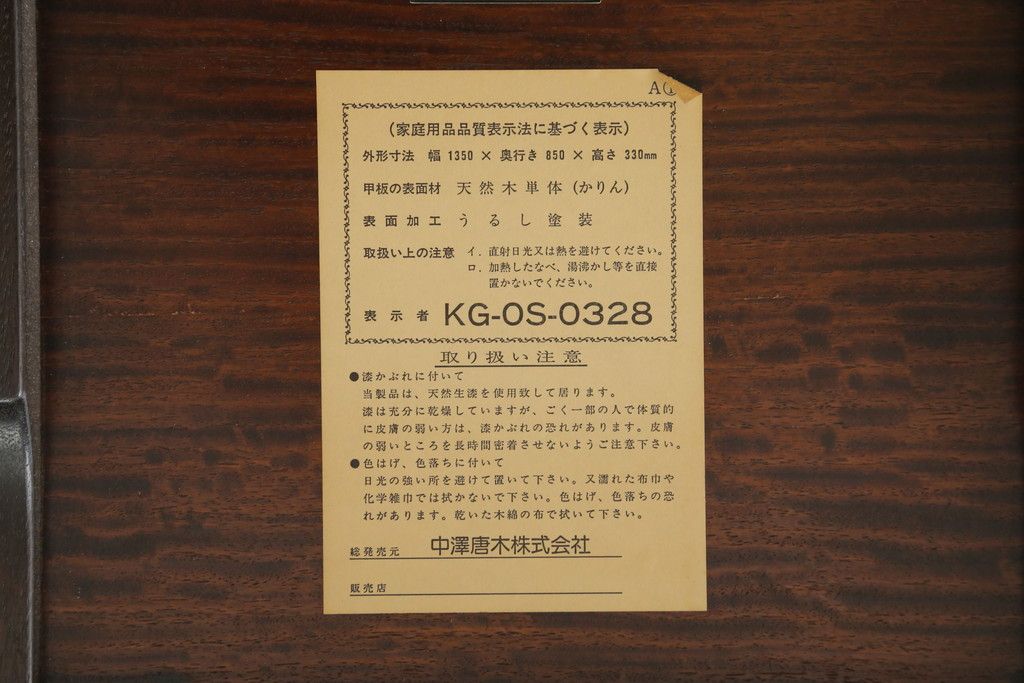 A①
(家庭用品品質表示法に基づく表示)
外形寸法 幅 1350 × 奥行き 850 × 高さ 330mm
甲板の表面材 天然木単体(かりん)
表面加工 うるし塗装
取扱い上の注意 イ．直射日光又は熱を避けてください。
ロ．加熱したなべ、湯沸かし等を直接
置かないでください。
表示者 KG-OS-0328
取り扱い注意
●漆かぶれに付いて
当製品は、天然生漆を使用致して居ります。
漆は充分に乾燥していますが、ごく一部の人で体質的
に皮膚の弱い方は、漆かぶれの恐れがあります。皮膚
の弱いところを長時間密着させないようご注意下さい。
●色はげ、色落ちに付いて
日光の強い所を避けて置いて下さい。又濡れた布巾や
化学雑巾では拭かないで下さい。色はげ、色落ちの恐
れがあります。乾いた木綿の布で拭いて下さい。
総発売元 中澤唐木株式会社
販売店